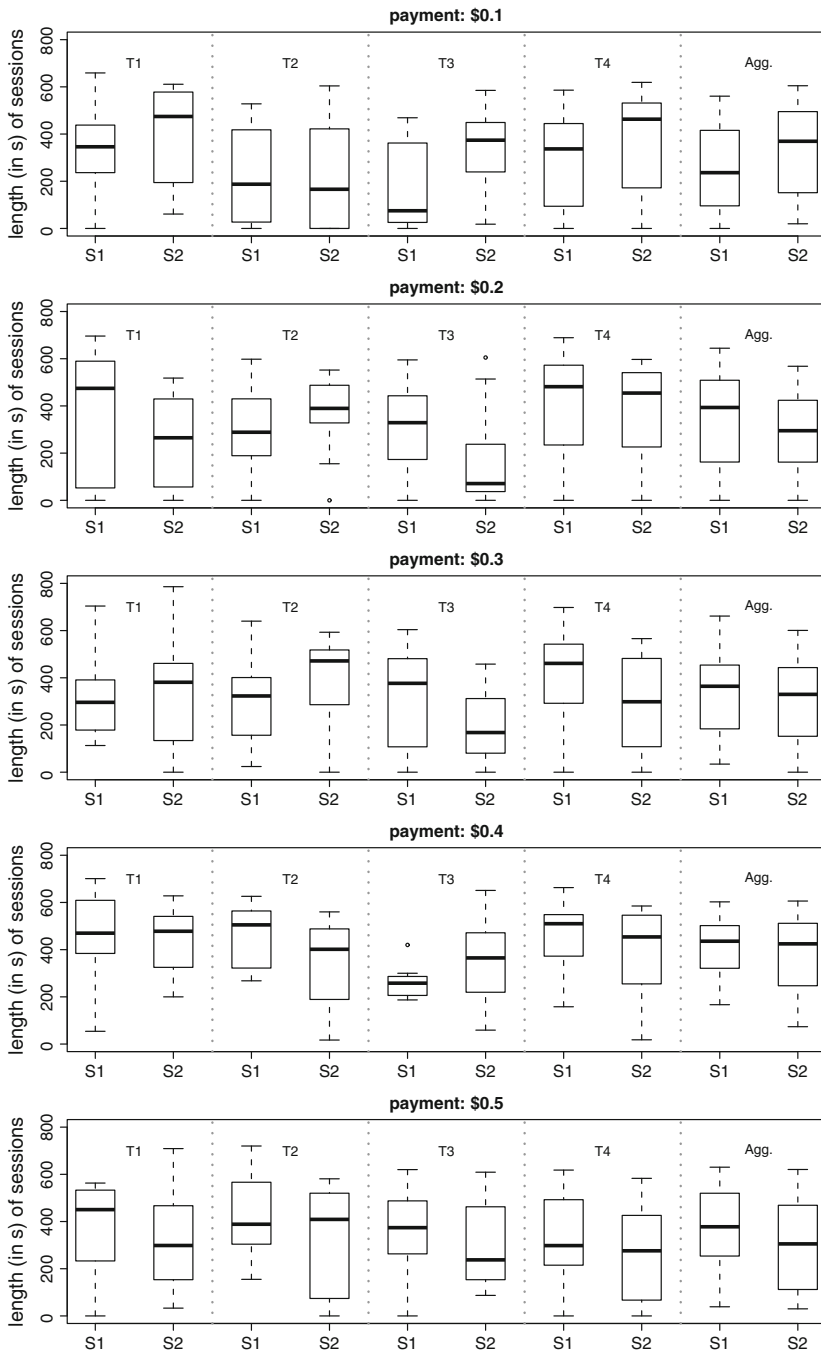 payment: $0.1
length (in s) of sessions
800
600
400
200
0
T1
T2
T3
T4
Agg.
S1 S2 S1 S2 S1 S2 S1 S2 S1 S2
payment: $0.2
length (in s) of sessions
800
600
400
200
0
T1
T2
T3
T4
Agg.
S1 S2 S1 S2 S1 S2 S1 S2 S1 S2
payment: $0.3
length (in s) of sessions
800
600
400
200
0
T1
T2
T3
T4
Agg.
S1 S2 S1 S2 S1 S2 S1 S2 S1 S2
payment: $0.4
length (in s) of sessions
800
600
400
200
0
T1
T2
T3
T4
Agg.
S1 S2 S1 S2 S1 S2 S1 S2 S1 S2
payment: $0.5
length (in s) of sessions
800
600
400
200
0
T1
T2
T3
T4
Agg.
S1 S2 S1 S2 S1 S2 S1 S2 S1 S2